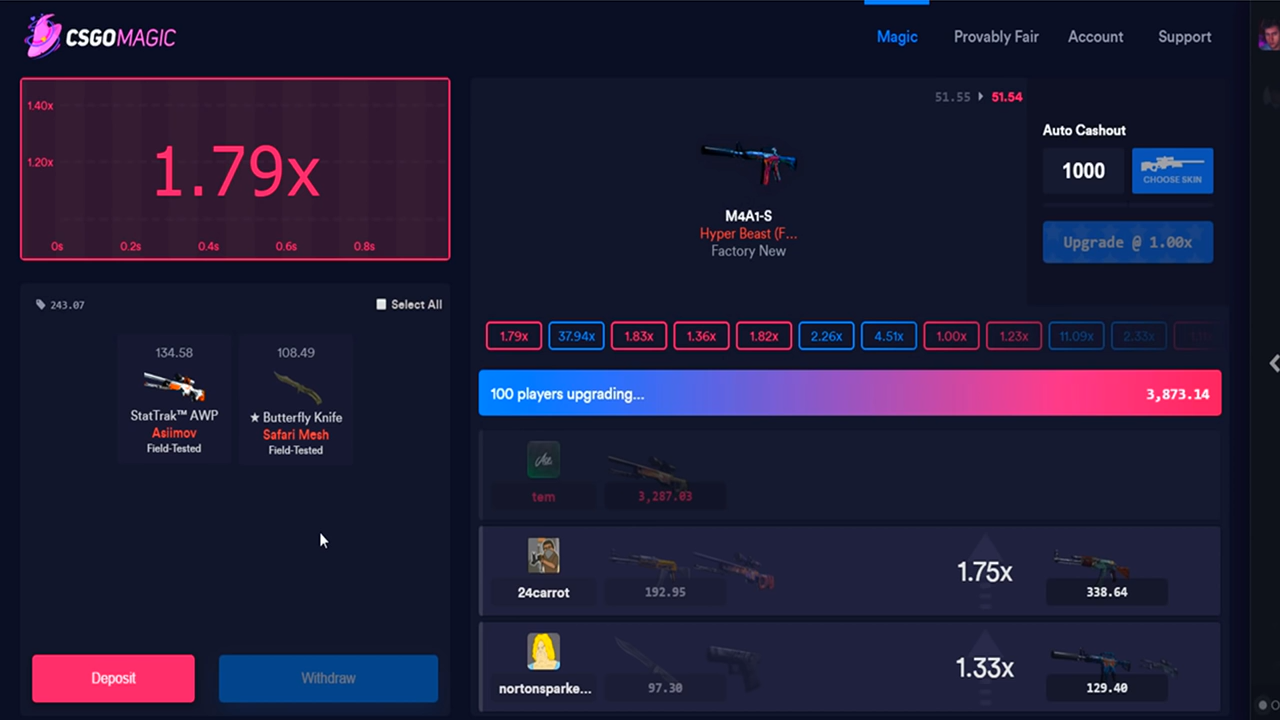 CSGOMAGIC
Magic
Provably Fair
Account
Support
1.40x
1.20x
1.79x
0s 0.2s 0.4s 0.6s 0.8s
51.55 51.54
M4A1-S
Hyper Beast (F...
Factory New
Auto Cashout
1000
CHOOSE SKIN
Upgrade @ 1.00x
243.07
Select All
134.58
StatTrak™ AWP
Asiimov
Field-Tested
108.49
★ Butterfly Knife
Safari Mesh
Field-Tested
Deposit
Withdraw
1.79x 37.94x 1.83x 1.36x 1.82x 2.26x 4.51x 1.00x 1.23x 11.09x 2.33x
100 players upgrading... 3,873.14
tem 3,287.03
24carrot 192.95 1.75x 338.64
nortonsparke... 97.30 1.33x 129.40